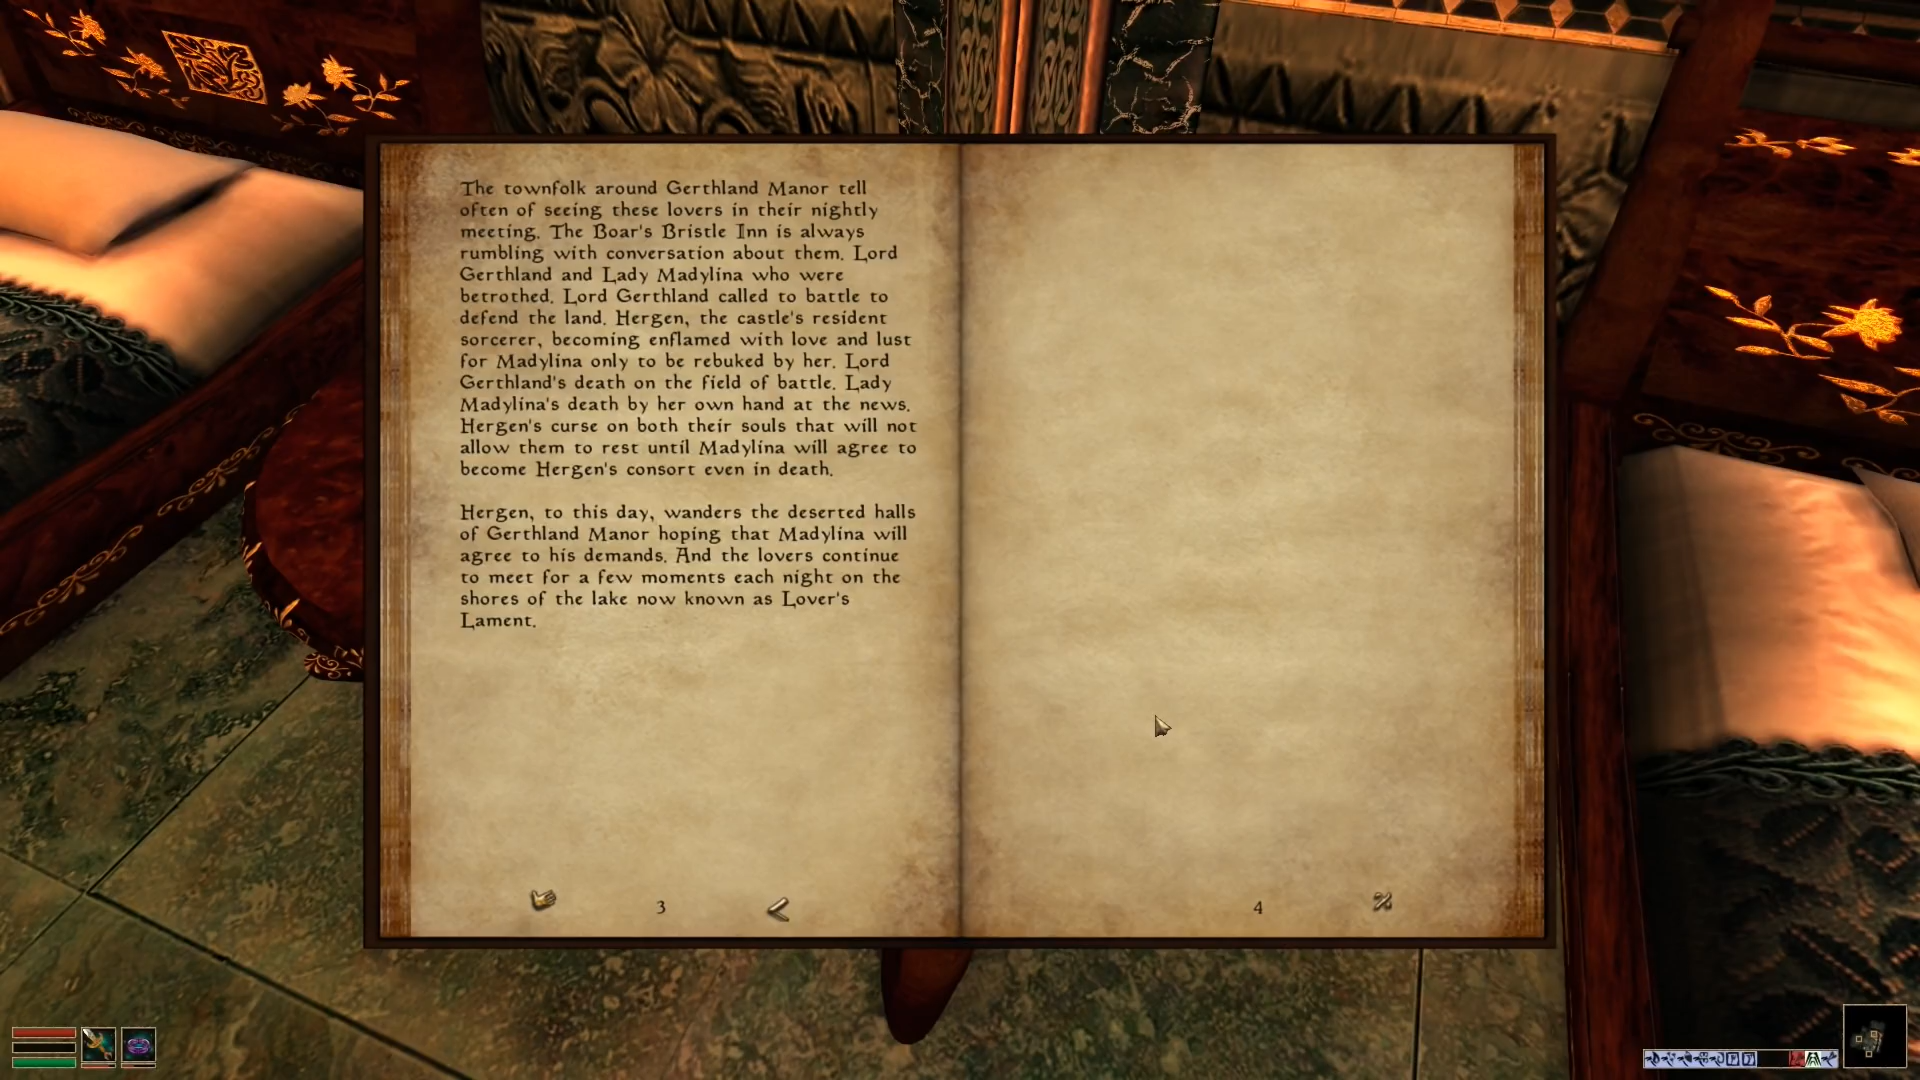 The townfolk around Gerthland Manor tell
often of seeing these lovers in their nightly
meeting. The Boar's Bristle Inn is always
rumbling with conversation about them. Lord
Gerthland and Lady Madylina who were
betrothed. Lord Gerthland called to battle to
defend the land. Hergen, the castle's resident
sorcerer, becoming enflamed with love and lust
for Madylina only to be rebuked by her. Lord
Gerthland's death on the field of battle. Lady
Madylina's death by her own hand at the news.
Hergen's curse on both their souls that will not
allow them to rest until Madylina will agree to
become Hergen's consort even in death.
Hergen, to this day, wanders the deserted halls
of Gerthland Manor hoping that Madylina will
agree to his demands. And the lovers continue
to meet for a few moments each night on the
shores of the lake now known as Lover's
Lament.
3
4